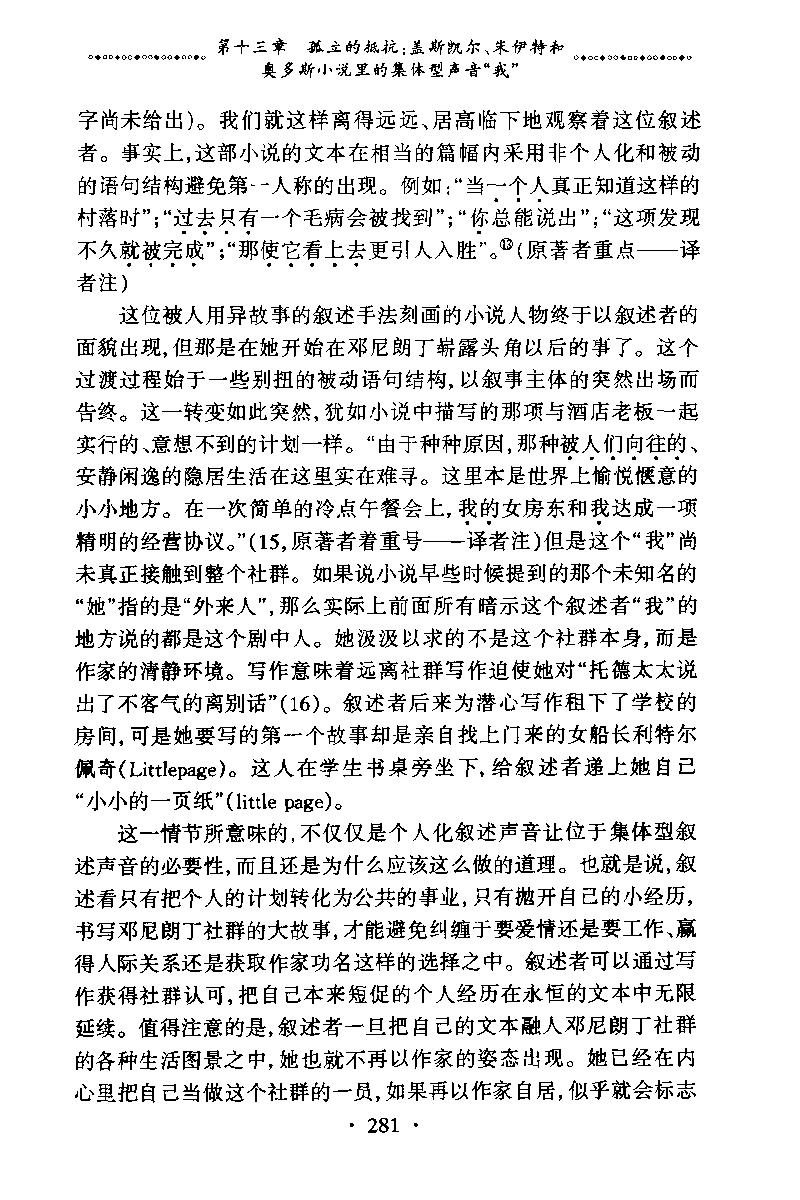 第十三章 孤立的抵抗:盖斯凯尔、朱伊特和
奥多斯小说里的集体型声音“我”
字尚未给出)。我们就这样离得远远、居高临下地观察着这位叙述
者。事实上,这部小说的文本在相当的篇幅内采用非个人化和被动
的语句结构避免第一人称的出现。例如:“当一个人真正知道这样的
村落时”;“过去只有一个毛病会被找到”;“你总能说出”;“这项发现
不久就被完成”;“那使它看上去更引人入胜”。⑬(原著者重点——译
者注)
这位被人用异故事的叙述手法刻画的小说人物终于以叙述者的
面貌出现,但那是在她开始在邓尼朗丁崭露头角以后的事了。这个
过渡过程始于一些别扭的被动语句结构,以叙事主体的突然出场而
告终。这一转变如此突然,犹如小说中描写的那项与酒店老板一起
实行的、意想不到的计划一样。“由于种种原因,那种被人们向往的、
安静闲逸的隐居生活在这里实在难寻。这里本是世界上愉悦惬意的
小小地方。在一次简单的冷点午餐会上,我的女房东和我达成一项
精明的经营协议。”(15,原著者着重号——译者注)但是这个“我”尚
未真正接触到整个社群。如果说小说早些时候提到的那个未知名的
“她”指的是“外来人”,那么实际上前面所有暗示这个叙述者“我”的
地方说的都是这个剧中人。她汲汲以求的不是这个社群本身,而是
作家的清静环境。写作意味着远离社群写作迫使她对“托德太太说
出了不客气的离别话”(16)。叙述者后来为潜心写作租下了学校的
房间,可是她要写的第一个故事却是亲自找上门来的女船长利特尔
佩奇(Littlepage)。这人在学生书桌旁坐下,给叙述者递上她自己
“小小的一页纸”(little page)。
这一情节所意味的,不仅仅是个人化叙述声音让位于集体型叙
述声音的必要性,而且还是为什么应该这么做的道理。也就是说,叙
述看只有把个人的计划转化为公共的事业,只有抛开自己的小经历,
书写邓尼朗丁社群的大故事,才能避免纠缠于要爱情还是要工作、赢
得人际关系还是获取作家功名这样的选择之中。叙述者可以通过写
作获得社群认可,把自己本来短促的个人经历在永恒的文本中无限
延续。值得注意的是,叙述者一旦把自己的文本融人邓尼朗丁社群
的各种生活图景之中,她也就不再以作家的姿态出现。她已经在内
心里把自己当做这个社群的一员,如果再以作家自居,似乎就会标志
· 281 ·